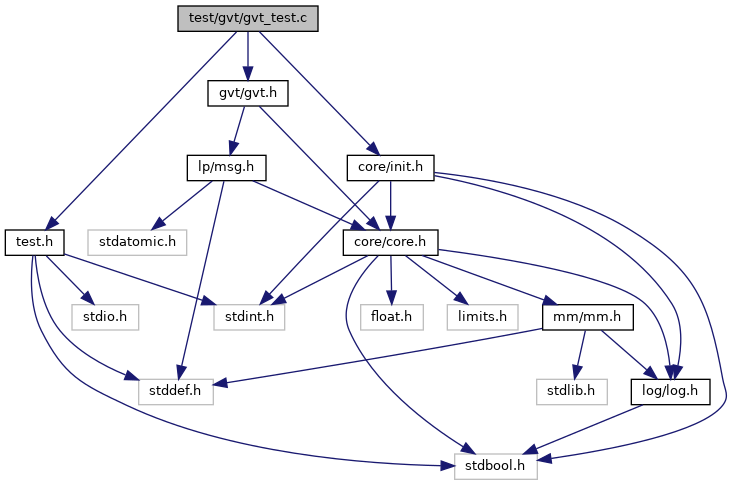 test/gvt/gvt_test.c
gvt/gvt.h
lp/msg.h
core/init.h
test.h
stdatomic.h
core/core.h
stdio.h
stdint.h
float.h
limits.h
mm/mm.h
stddef.h
stdlib.h
log/log.h
stdbool.h